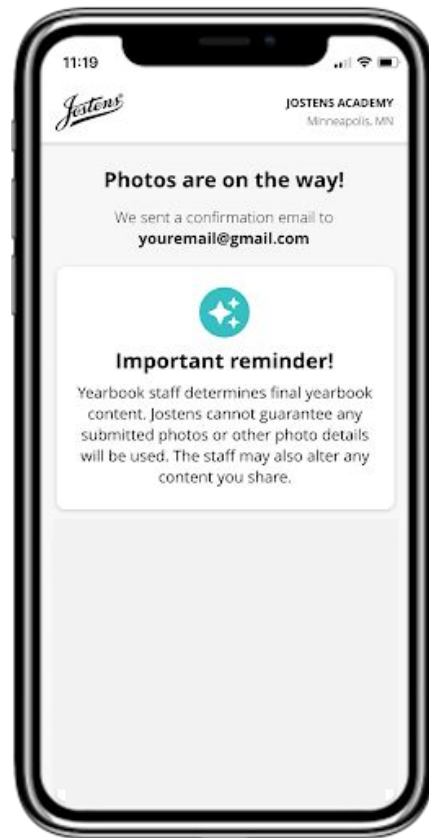 11:19
Jostens®
JOSTENS ACADEMY
Minneapolis, MN
Photos are on the way!
We sent a confirmation email to
youremail@gmail.com
Important reminder!
Yearbook staff determines final yearbook
content. Jostens cannot guarantee any
submitted photos or other photo details
will be used. The staff may also alter any
content you share.